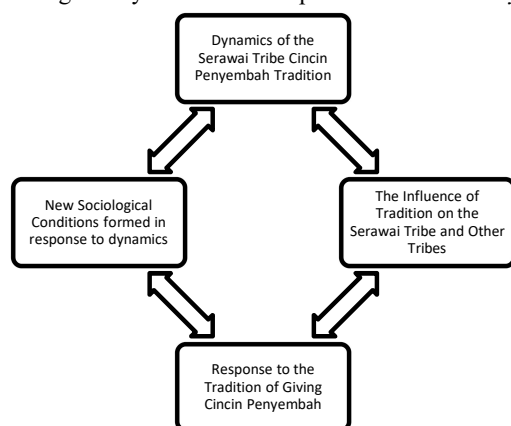 Dynamics of the
Serawai Tribe Cincin
Penyembah Tradition
New Sociological
Conditions formed in
response to dynamics
The Influence of
Tradition on the
Serawai Tribe and Other
Tribes
Response to the
Tradition of Giving
Cincin Penyembah